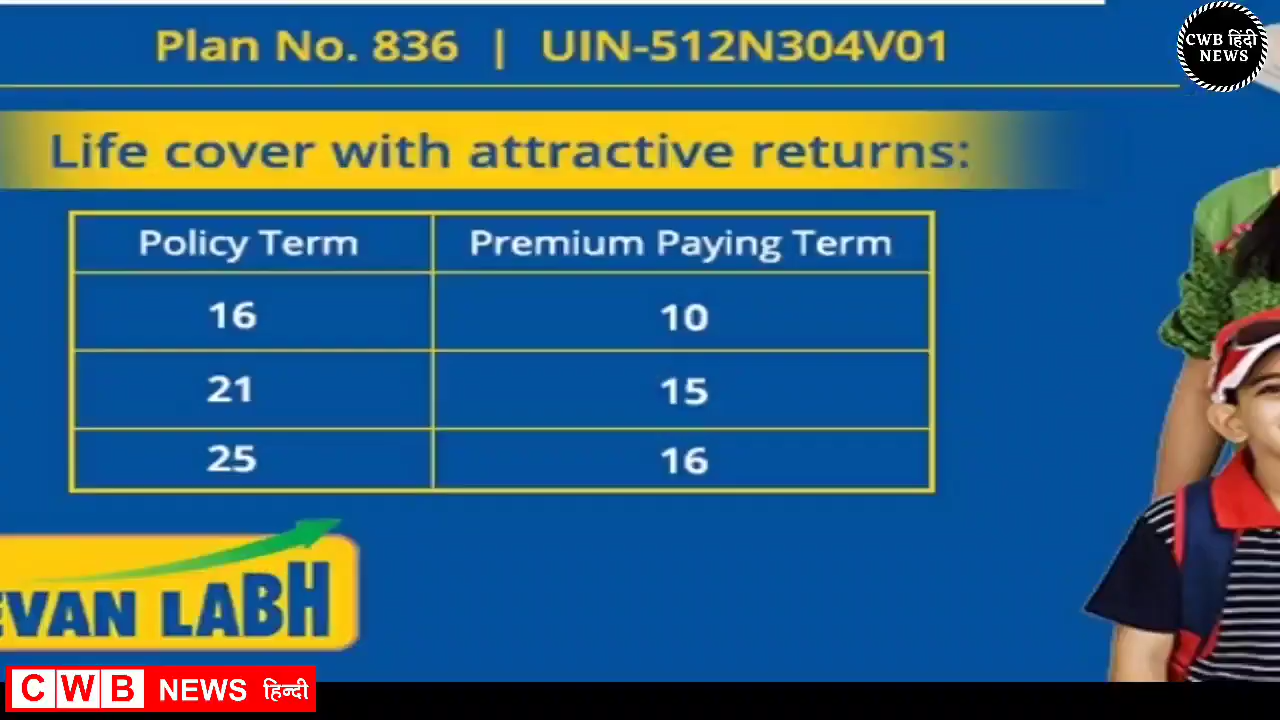 Plan No. 836 | UIN-512N304V01
CWB हिंदी
NEWS
Life cover with attractive returns:
Policy Term Premium Paying Term
16 10
21 15
25 16
EVAN LABH
CWB NEWS हिन्दी